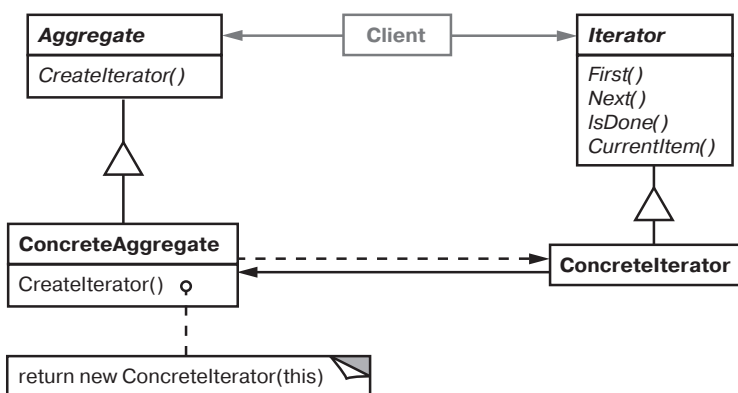 Aggregate
CreateIterator()
Client
Iterator
First()
Next()
IsDone()
CurrentItem()
ConcreteAggregate
CreateIterator()
ConcreteIterator
return new ConcreteIterator(this)